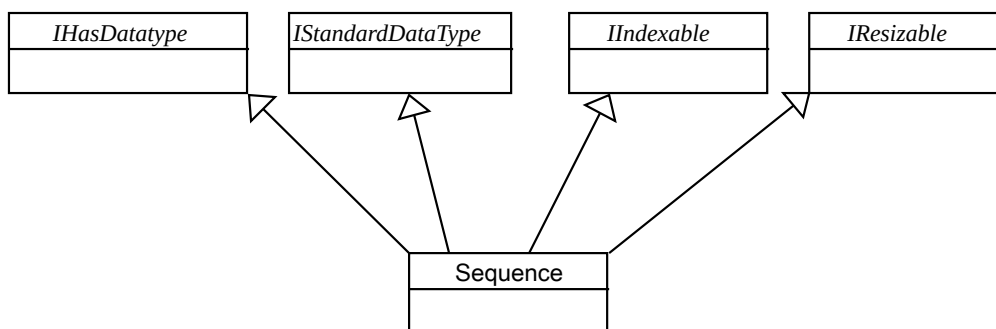 IHasDatatype
IStandardDataType
IIndexable
IResizable
Sequence